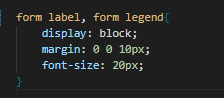 form label, form legend{
    display: block;
    margin: 0 0 10px;
    font-size: 20px;
}